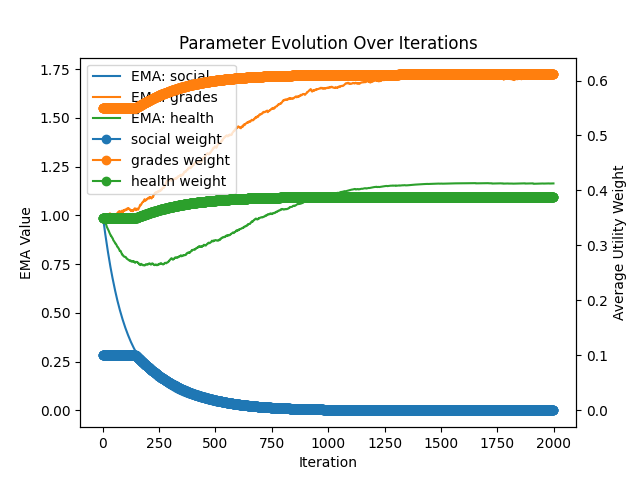 Parameter Evolution Over Iterations
EMA: social
EMA: grades
EMA: health
social weight
grades weight
health weight
1.75
1.50
1.25
1.00
0.75
0.50
0.25
0.00
EMA Value
0.6
0.5
0.4
0.3
0.2
0.1
0.0
Average Utility Weight
0 250 500 750 1000 1250 1500 1750 2000
Iteration